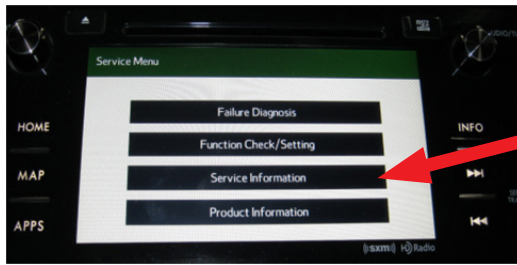 Service Menu
Failure Diagnosis
HOME
INFO
Function Check/Setting
MAP
Service Information
Product Information
APPS
((sxm)) HD Radio